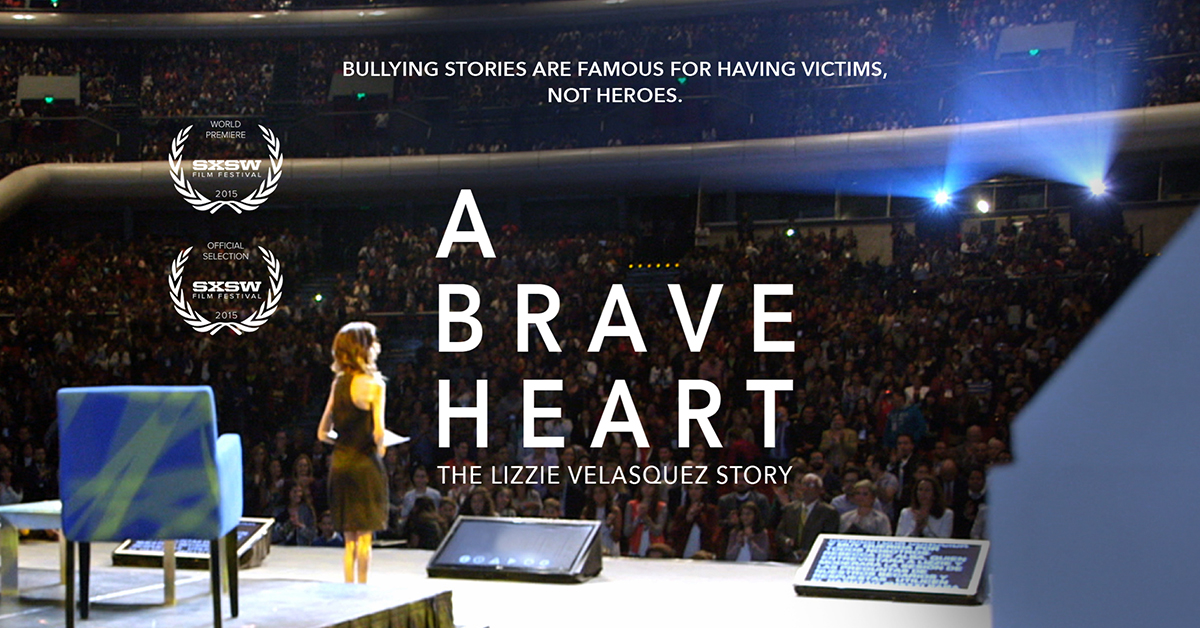 BULLYING STORIES ARE FAMOUS FOR HAVING VICTIMS,
NOT HEROES.
WORLD
PREMIERE
SXSW
FILM FESTIVAL
2015
OFFICIAL
SELECTION
SXSW
FILM FESTIVAL
2015
A
BRAVE
HEART
THE LIZZIE VELASQUEZ STORY